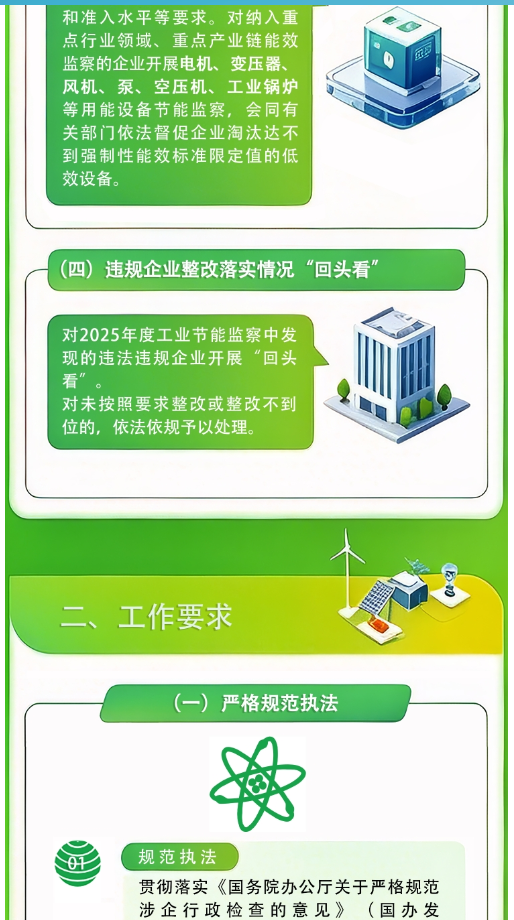 和准入水平等要求。对纳入重
点行业领域、重点产业链能效
监察的企业开展电机、变压器、
风机、泵、空压机、工业锅炉
等用能设备节能监察，会同有
关部门依法督促企业淘汰达不
到强制性能效标准限定值的低
效设备。
（四）违规企业整改落实情况“回头看”
对2025年度工业节能监察中发
现的违法违规企业开展“回头
看”。
对未按照要求整改或整改不到
位的，依法依规予以处理。
二、工作要求
（一）严格规范执法
01
规范执法
贯彻落实《国务院办公厅关于严格规范
涉企行政检查的意见》（国办发